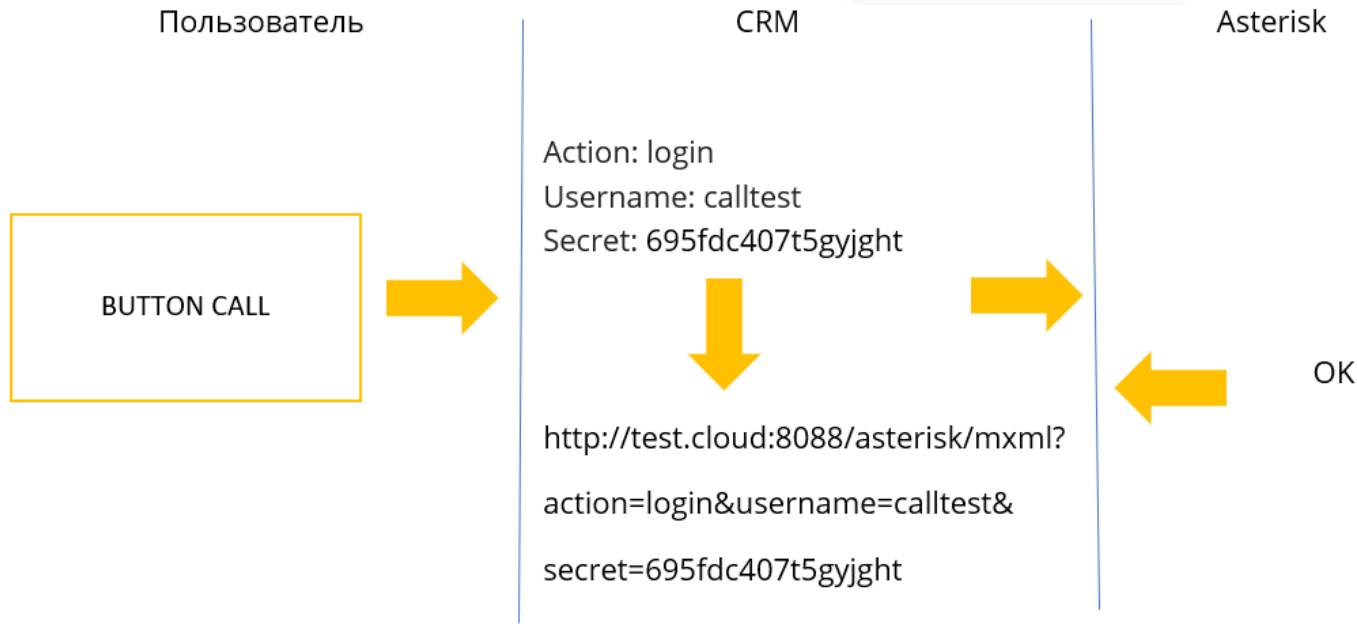 Пользователь
CRM
Asterisk
Action: login
Username: calltest
Secret: 695fdc407t5gyjght
BUTTON CALL
OK
http://test.cloud:8088/asterisk/mxml?
action=login&username=calltest&
secret=695fdc407t5gyjght